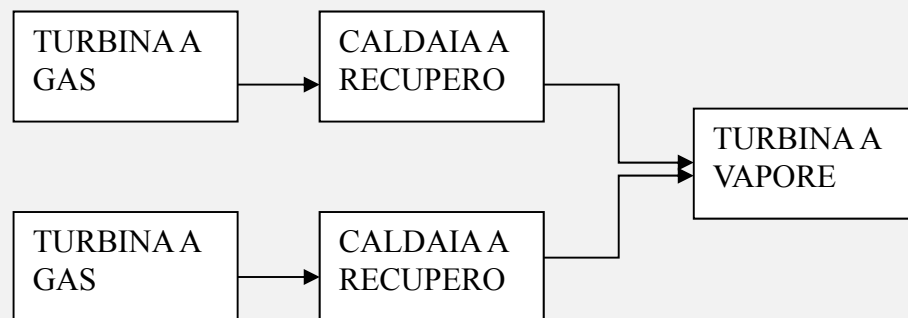 TURBINA A
GAS
CALDAIA A
RECUPERO
TURBINA A
VAPORE
TURBINA A
GAS
CALDAIA A
RECUPERO